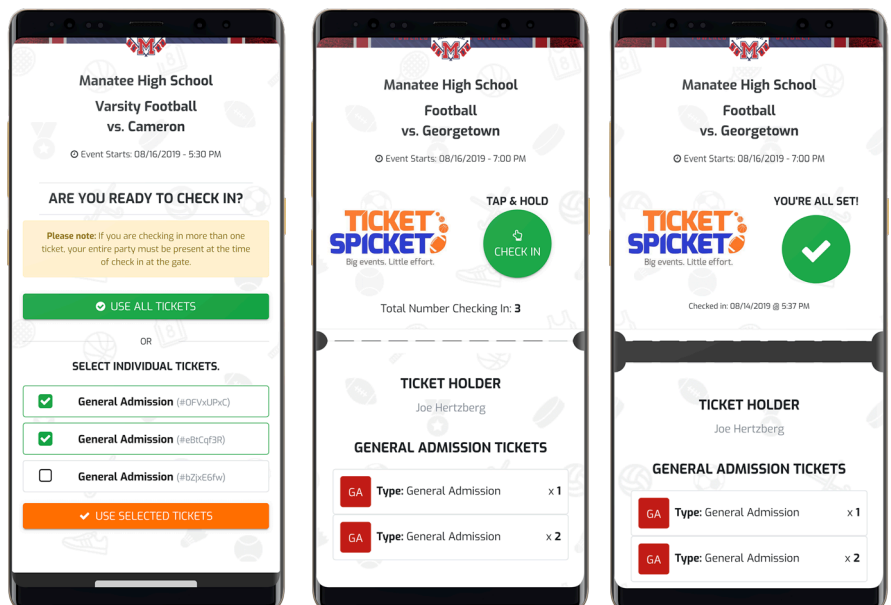 M
Manatee High School
Varsity Football
vs. Cameron
Event Starts: 08/16/2019 - 5:30 PM
ARE YOU READY TO CHECK IN?
Please note: If you are checking in more than one
ticket, your entire party must be present at the time
of check in at the gate.
USE ALL TICKETS
OR
SELECT INDIVIDUAL TICKETS.
General Admission (#OFVxUPxC)
General Admission (#eBtCqf3R)
General Admission (#bZjxE6fw)
USE SELECTED TICKETS
M
Manatee High School
Football
vs. Georgetown
Event Starts: 08/16/2019 - 7:00 PM
TICKET
SPICKET
Big events. Little effort.
TAP & HOLD
CHECK IN
Total Number Checking In: 3
TICKET HOLDER
Joe Hertzberg
GENERAL ADMISSION TICKETS
GA Type: General Admission x 1
GA Type: General Admission x 2
M
Manatee High School
Football
vs. Georgetown
Event Starts: 08/16/2019 - 7:00 PM
TICKET
SPICKET
Big events. Little effort.
YOU'RE ALL SET!
Checked in: 08/14/2019 @ 5:37 PM
TICKET HOLDER
Joe Hertzberg
GENERAL ADMISSION TICKETS
GA Type: General Admission x 1
GA Type: General Admission x 2